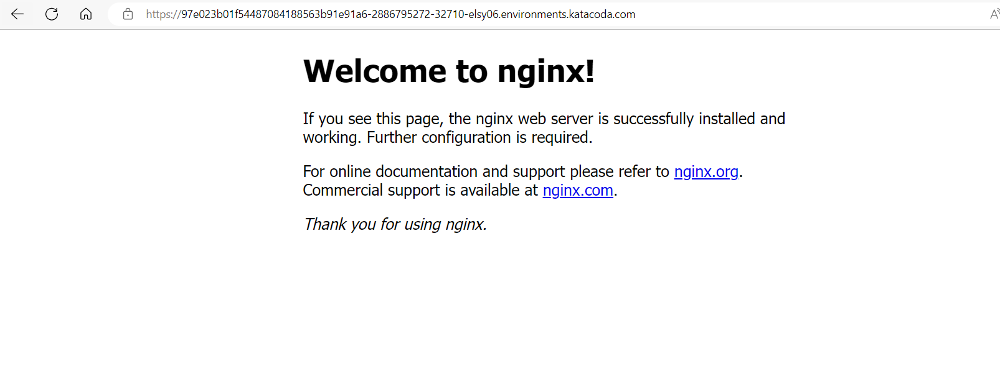 https://97e023b01f54487084188563b91e91a6-2886795272-32710-elsy06.environments.katacoda.com
Welcome to nginx!
If you see this page, the nginx web server is successfully installed and
working. Further configuration is required.
For online documentation and support please refer to nginx.org.
Commercial support is available at nginx.com.
Thank you for using nginx.